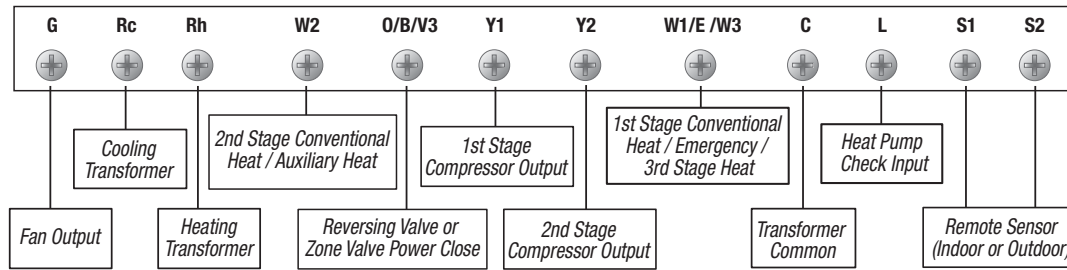 G Rc Rh W2 O/B/V3 Y1 Y2 W1/E /W3 C L S1 S2
Cooling
Transformer
2nd Stage Conventional
Heat / Auxiliary Heat
1st Stage
Compressor Output
1st Stage Conventional
Heat / Emergency /
3rd Stage Heat
Heat Pump
Check Input
Fan Output
Heating
Transformer
Reversing Valve or
Zone Valve Power Close
2nd Stage
Compressor Output
Transformer
Common
Remote Sensor
(Indoor or Outdoor)